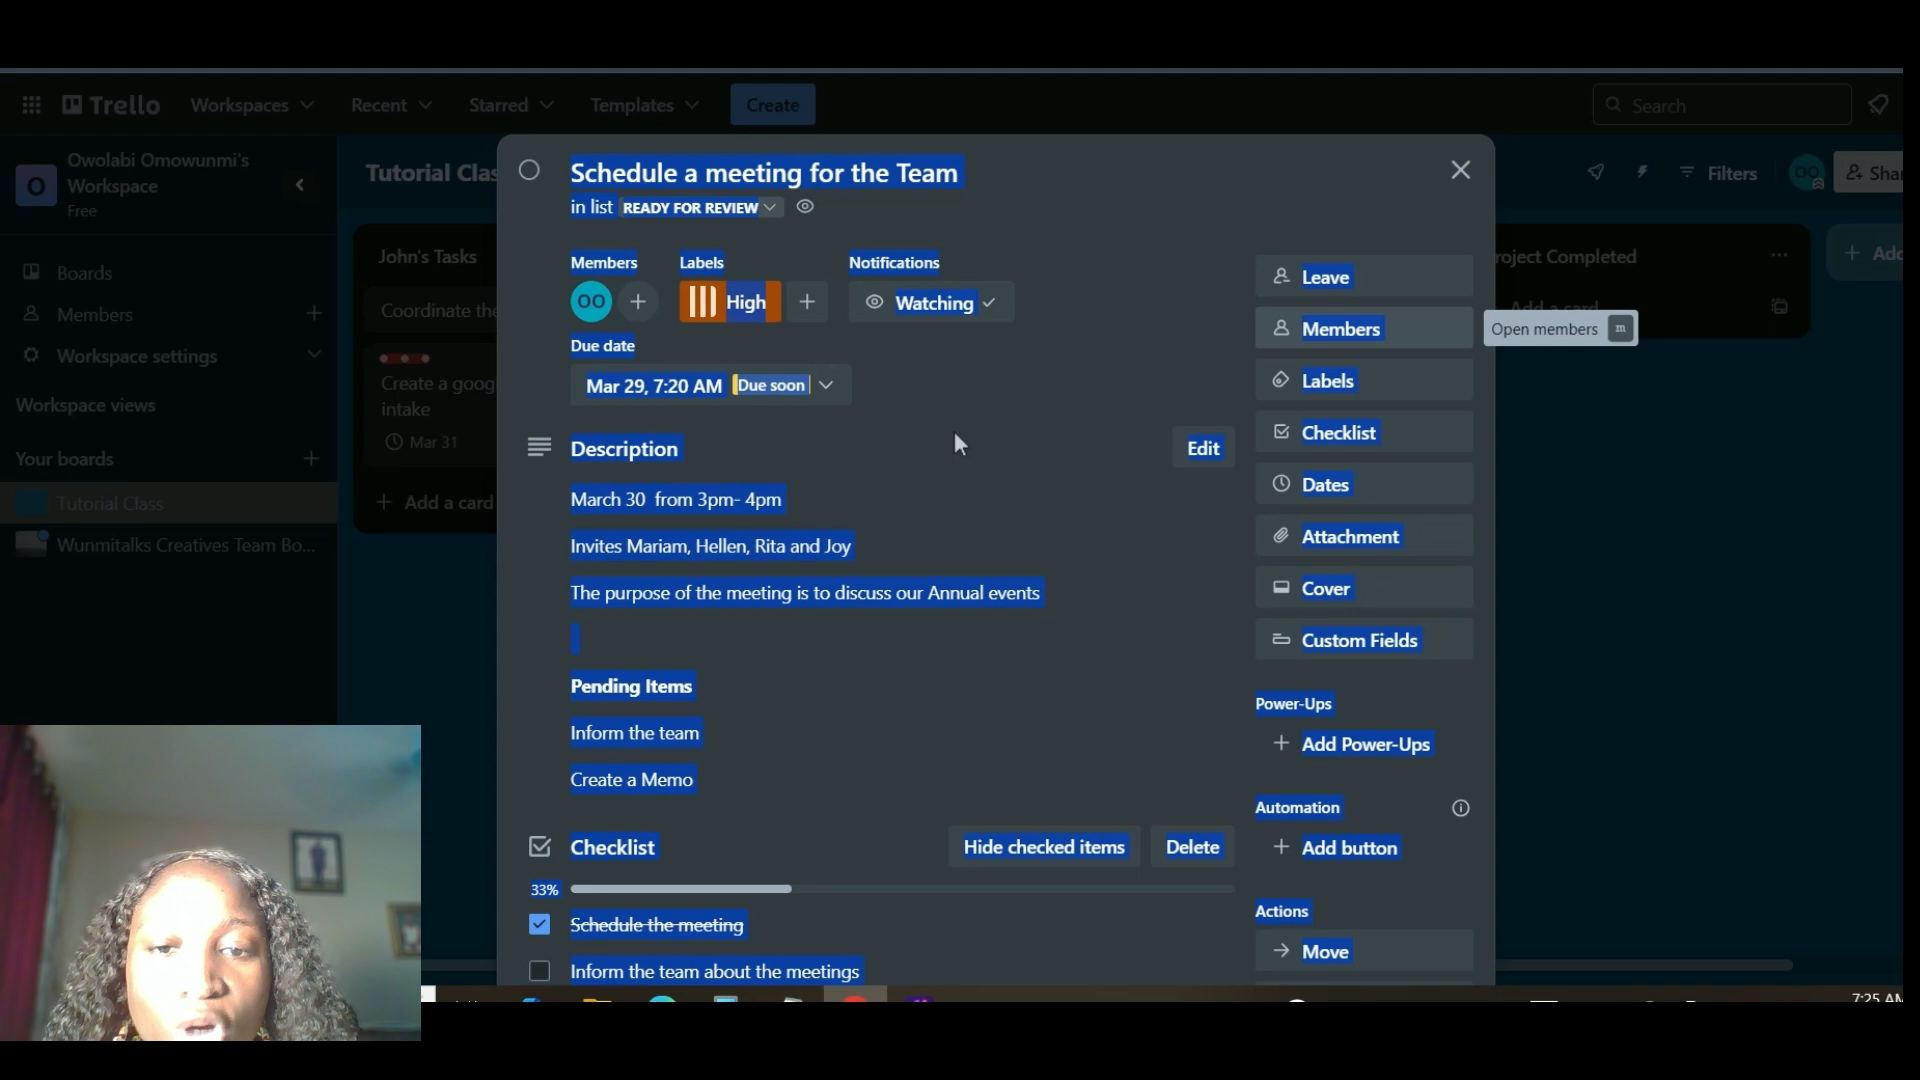 Trello
Workspaces
Recent
Starred
Templates
Create
Search
O
Owolabi Omowunmi's
Workspace
Free
Boards
Members
Workspace settings
Workspace views
Your boards
Tutorial Class
Wunmitalks Creatives Team Bo...
Tutorial Clas
Filters
OO
Shar
John's Tasks
Coordinate the
Create a goog
intake
Mar 31
Add a card
roject Completed
Add a card
Add
Schedule a meeting for the Team
in list READY FOR REVIEW
Members
Labels
Notifications
OO
High
Watching
Due date
Mar 29, 7:20 AM Due soon
Description
Edit
March 30 from 3pm- 4pm
Invites Mariam, Hellen, Rita and Joy
The purpose of the meeting is to discuss our Annual events
Pending Items
Inform the team
Create a Memo
Checklist
Hide checked items
Delete
33%
Schedule the meeting
Inform the team about the meetings
Leave
Members
Open members m
Labels
Checklist
Dates
Attachment
Cover
Custom Fields
Power-Ups
Add Power-Ups
Automation
Add button
Actions
Move
7:25 AM